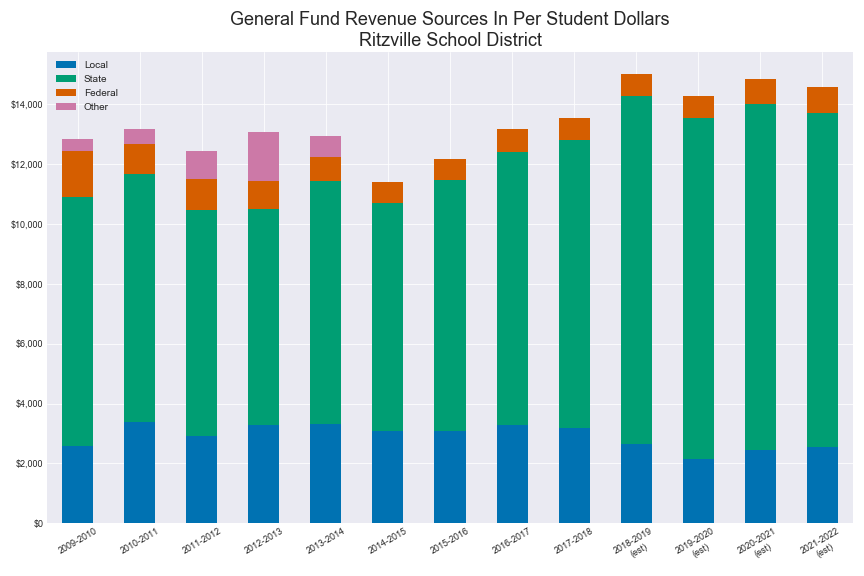 General Fund Revenue Sources In Per Student Dollars
Ritzville School District
Local
State
Federal
Other
$14,000
$12,000
$10,000
$8,000
$6,000
$4,000
$2,000
$0
2009-2010
2010-2011
2011-2012
2012-2013
2013-2014
2014-2015
2015-2016
2016-2017
2017-2018
2018-2019
(est)
2019-2020
(est)
2020-2021
(est)
2021-2022
(est)